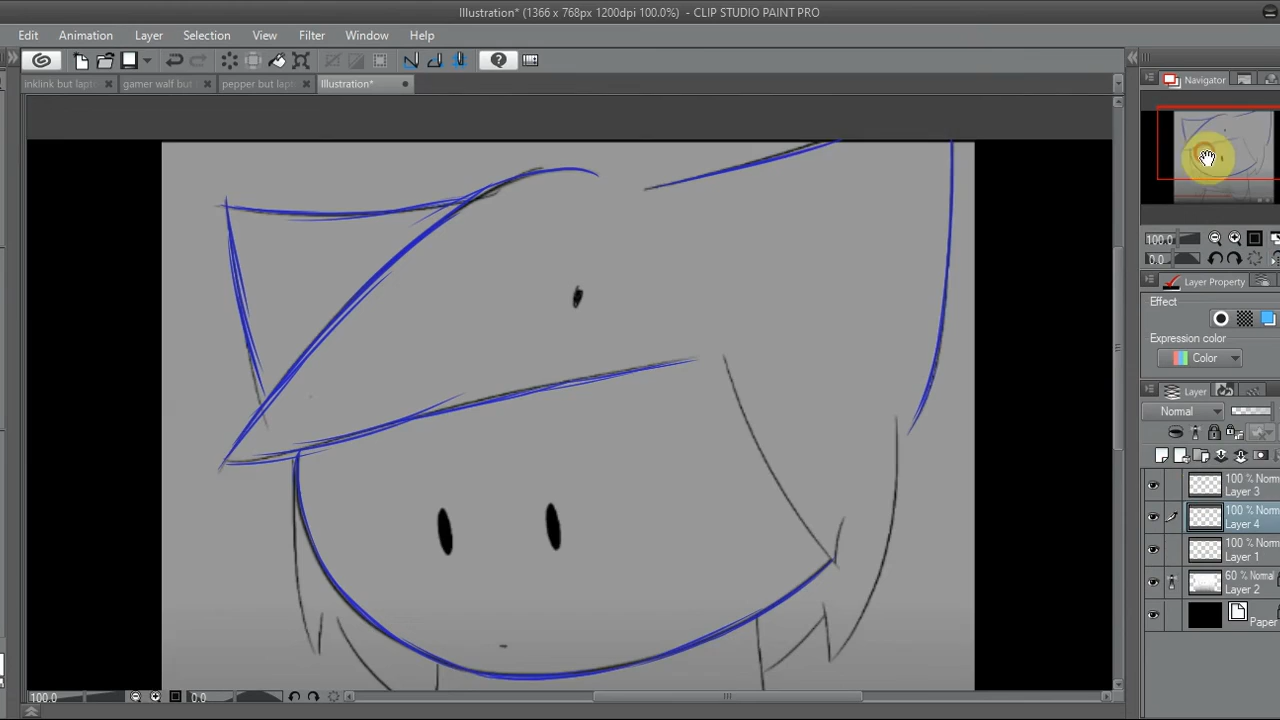 Illustration* (1366 x 768px 1200dpi 100.0%) - CLIP STUDIO PAINT PRO
Edit Animation Layer Selection View Filter Window Help
inklink but lapt gamer walf but pepper but lapt Illustration*
Navigator
100.0
0.0
Layer Property
Effect
Expression color
Color
Layer
Normal
100 % Norm
Layer 3
100 % Norm
Layer 4
100 % Norm
Layer 1
60 % Normal
Layer 2
Paper
100.0 0.0